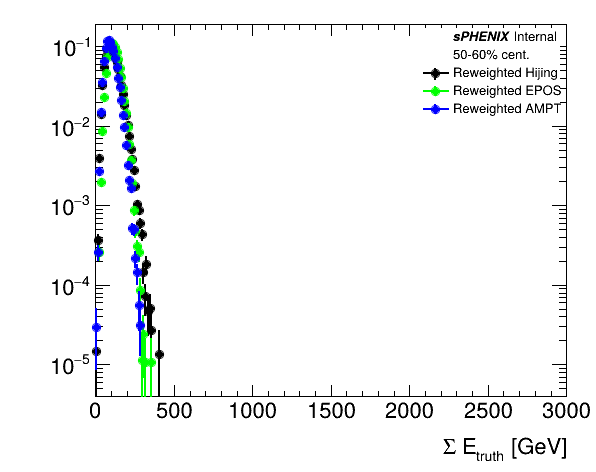 sPHENIX Internal
50-60% cent.
Reweighted Hijing
Reweighted EPOS
Reweighted AMPT
10⁻¹
10⁻²
10⁻³
10⁻⁴
10⁻⁵
0 500 1000 1500 2000 2500 3000
Σ E_truth [GeV]